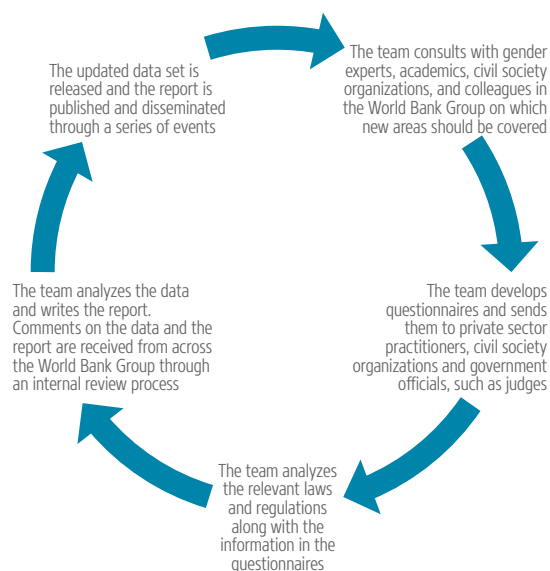 The updated data set is
released and the report is
published and disseminated
through a series of events
The team consults with gender
experts, academics, civil society
organizations, and colleagues in
the World Bank Group on which
new areas should be covered
The team develops
questionnaires and sends
them to private sector
practitioners, civil society
organizations and government
officials, such as judges
The team analyzes
the relevant laws
and regulations
along with the
information in the
questionnaires
The team analyzes the data
and writes the report.
Comments on the data and the
report are received from across
the World Bank Group through
an internal review process